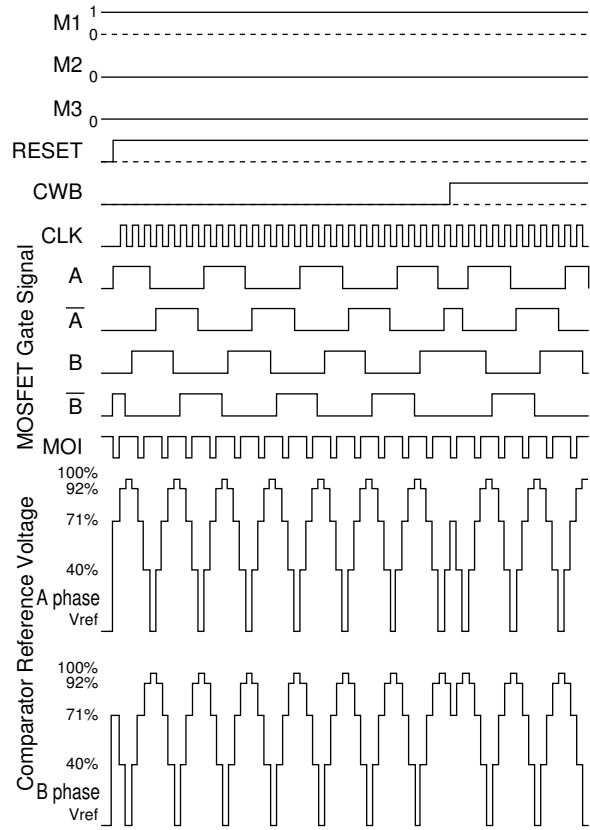 M1 1
0
M2 0
M3 0
RESET
CWB
CLK
MOSFET Gate Signal
A
A̅
B
B̅
MOI
Comparator Reference Voltage
100%
92%
71%
40%
A phase
Vref
100%
92%
71%
40%
B phase
Vref